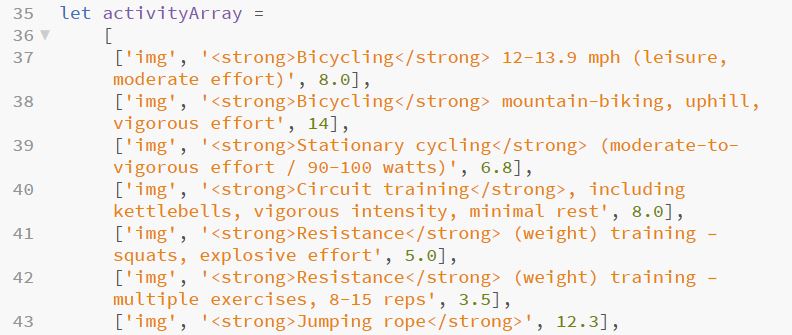 35 let activityArray =
36 [
37 ['img', '<strong>Bicycling</strong> 12-13.9 mph (leisure,
moderate effort)', 8.0],
38 ['img', '<strong>Bicycling</strong> mountain-biking, uphill,
vigorous effort', 14],
39 ['img', '<strong>Stationary cycling</strong> (moderate-to-
vigorous effort / 90-100 watts)', 6.8],
40 ['img', '<strong>Circuit training</strong>, including
kettlebells, vigorous intensity, minimal rest', 8.0],
41 ['img', '<strong>Resistance</strong> (weight) training –
squats, explosive effort', 5.0],
42 ['img', '<strong>Resistance</strong> (weight) training –
multiple exercises, 8-15 reps', 3.5],
43 ['img', '<strong>Jumping rope</strong>', 12.3],